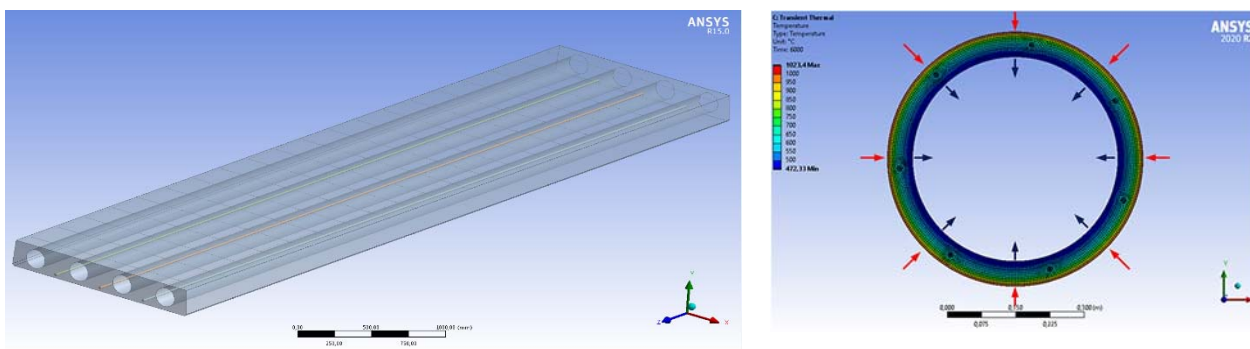 ANSYS
R15.0
Y
Z
X
0,00
500,00
1000,00 (mm)
250,00
750,00
C: Transient Thermal
Temperature
Type: Temperature
Unit: °C
Time: 6000
1023,4 Max
1000
950
900
850
800
750
700
650
600
550
500
472,33 Min
ANSYS
2020 R
Y
0,000
0,150
0,300 (m)
0,075
0,225